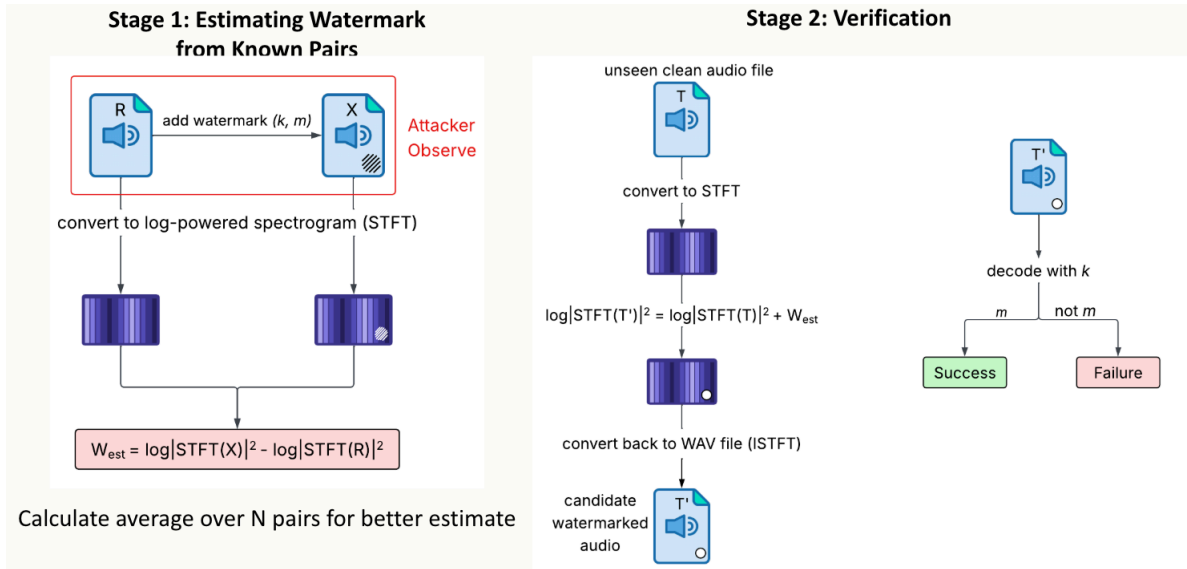 Stage 1: Estimating Watermark
from Known Pairs
R
add watermark (k, m)
X
Attacker
Observe
convert to log-powered spectrogram (STFT)
W_est = log|STFT(X)|² - log|STFT(R)|²
Calculate average over N pairs for better estimate
Stage 2: Verification
unseen clean audio file
T
convert to STFT
log|STFT(T')|² = log|STFT(T)|² + W_est
convert back to WAV file (ISTFT)
candidate
watermarked
audio
T'
T'
decode with k
m
not m
Success
Failure